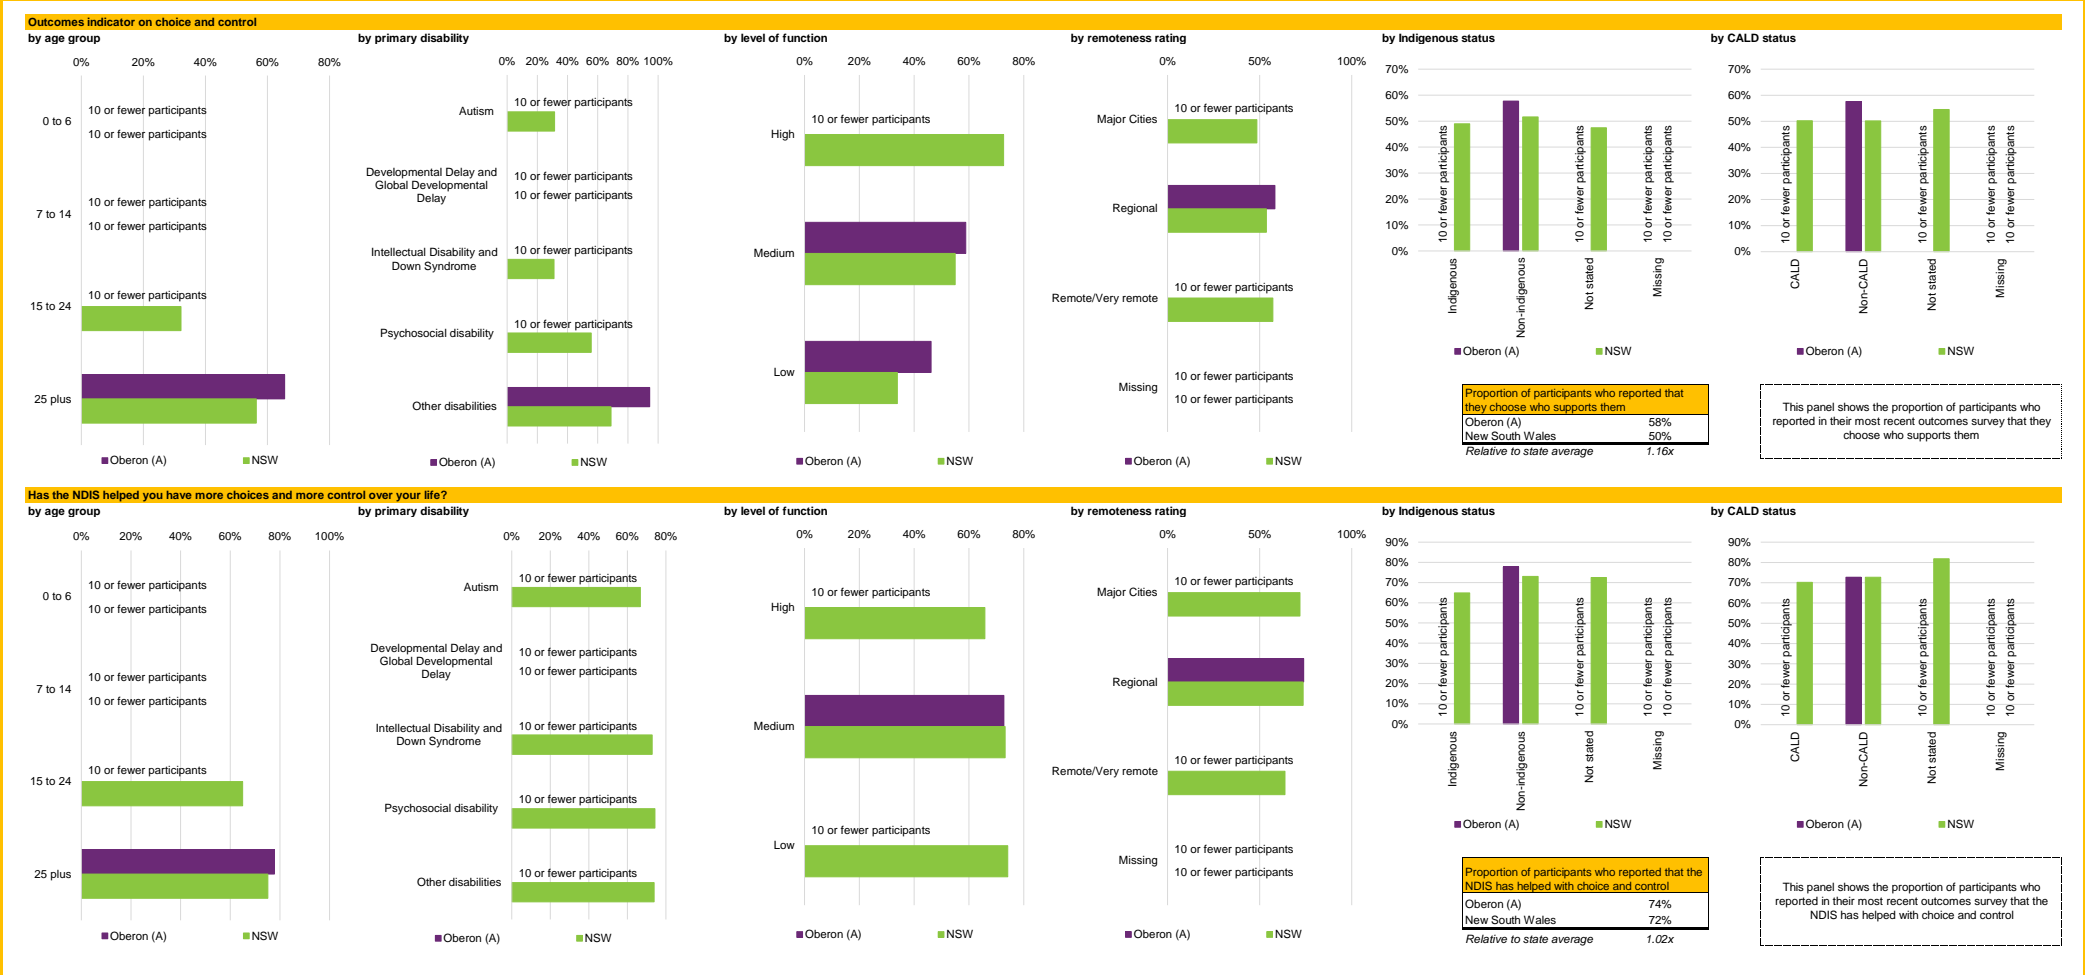 Outcomes indicator on choice and control
by age group
0% 20% 40% 60% 80%
0 to 6
10 or fewer participants
10 or fewer participants
7 to 14
10 or fewer participants
10 or fewer participants
15 to 24
10 or fewer participants
25 plus
Oberon (A) NSW
by primary disability
0% 20% 40% 60% 80% 100%
Autism
10 or fewer participants
Developmental Delay and
Global Developmental
Delay
10 or fewer participants
10 or fewer participants
Intellectual Disability and
Down Syndrome
10 or fewer participants
Psychosocial disability
10 or fewer participants
Other disabilities
Oberon (A) NSW
by level of function
0% 20% 40% 60% 80%
High
10 or fewer participants
Medium
Low
Oberon (A) NSW
by remoteness rating
0% 50% 100%
Major Cities
10 or fewer participants
Regional
Remote/Very remote
10 or fewer participants
Missing
10 or fewer participants
10 or fewer participants
Oberon (A) NSW
by Indigenous status
70%
60%
50%
40%
30%
20%
10%
0%
10 or fewer participants
10 or fewer participants
10 or fewer participants
10 or fewer participants
Indigenous
Non-indigenous
Not stated
Missing
Oberon (A) NSW
by CALD status
70%
60%
50%
40%
30%
20%
10%
0%
10 or fewer participants
10 or fewer participants
10 or fewer participants
10 or fewer participants
CALD
Non-CALD
Not stated
Missing
Oberon (A) NSW
Proportion of participants who reported that
they choose who supports them
Oberon (A) 58%
New South Wales 50%
Relative to state average 1.16x
This panel shows the proportion of participants who
reported in their most recent outcomes survey that they
choose who supports them
Has the NDIS helped you have more choices and more control over your life?
by age group
0% 20% 40% 60% 80% 100%
0 to 6
10 or fewer participants
10 or fewer participants
7 to 14
10 or fewer participants
10 or fewer participants
15 to 24
10 or fewer participants
25 plus
Oberon (A) NSW
by primary disability
0% 20% 40% 60% 80%
Autism
10 or fewer participants
Developmental Delay and
Global Developmental
Delay
10 or fewer participants
10 or fewer participants
Intellectual Disability and
Down Syndrome
10 or fewer participants
Psychosocial disability
10 or fewer participants
Other disabilities
10 or fewer participants
Oberon (A) NSW
by level of function
0% 20% 40% 60% 80%
High
10 or fewer participants
Medium
Low
10 or fewer participants
Oberon (A) NSW
by remoteness rating
0% 50% 100%
Major Cities
10 or fewer participants
Regional
Remote/Very remote
10 or fewer participants
Missing
10 or fewer participants
10 or fewer participants
Oberon (A) NSW
by Indigenous status
90%
80%
70%
60%
50%
40%
30%
20%
10%
0%
10 or fewer participants
10 or fewer participants
10 or fewer participants
10 or fewer participants
Indigenous
Non-indigenous
Not stated
Missing
Oberon (A) NSW
by CALD status
90%
80%
70%
60%
50%
40%
30%
20%
10%
0%
10 or fewer participants
10 or fewer participants
10 or fewer participants
10 or fewer participants
CALD
Non-CALD
Not stated
Missing
Oberon (A) NSW
Proportion of participants who reported that the
NDIS has helped with choice and control
Oberon (A) 74%
New South Wales 72%
Relative to state average 1.02x
This panel shows the proportion of participants who
reported in their most recent outcomes survey that the
NDIS has helped with choice and control